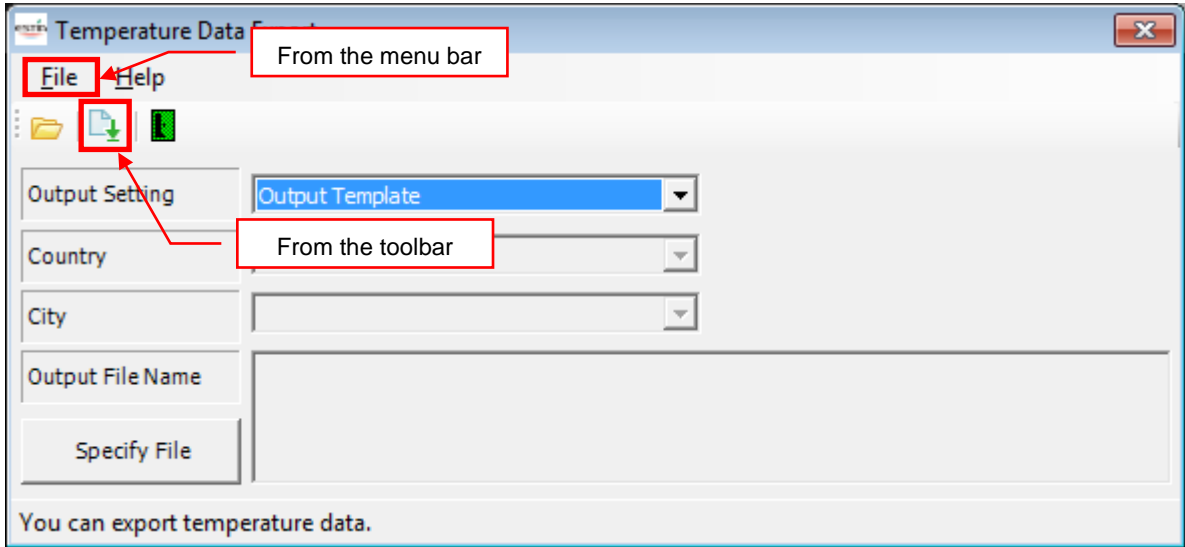 Temperature Data
From the menu bar
File Help
Output Setting
Output Template
From the toolbar
Country
City
Output File Name
Specify File
You can export temperature data.